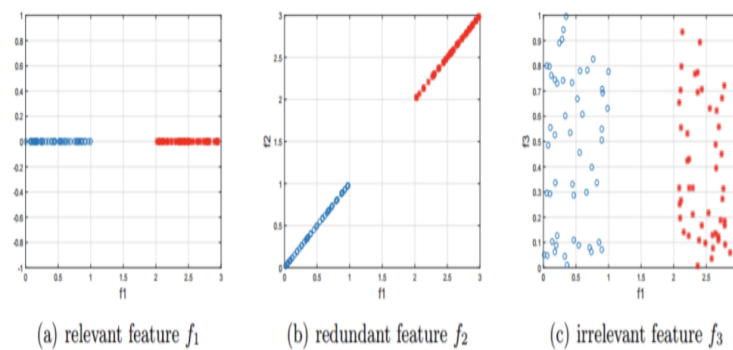 1
0.8
0.6
0.4
0.2
0
-0.2
-0.4
-0.6
-0.8
-1
0 0.5 1 1.5 2 2.5 3
f1
(a) relevant feature f1
3
2.5
2
f2
1.5
1
0.5
0
0 0.5 1 1.5 2 2.5 3
f1
(b) redundant feature f2
1
0.9
0.8
0.7
0.6
f3
0.5
0.4
0.3
0.2
0.1
0
0 0.5 1 1.5 2 2.5
f1
(c) irrelevant feature f3